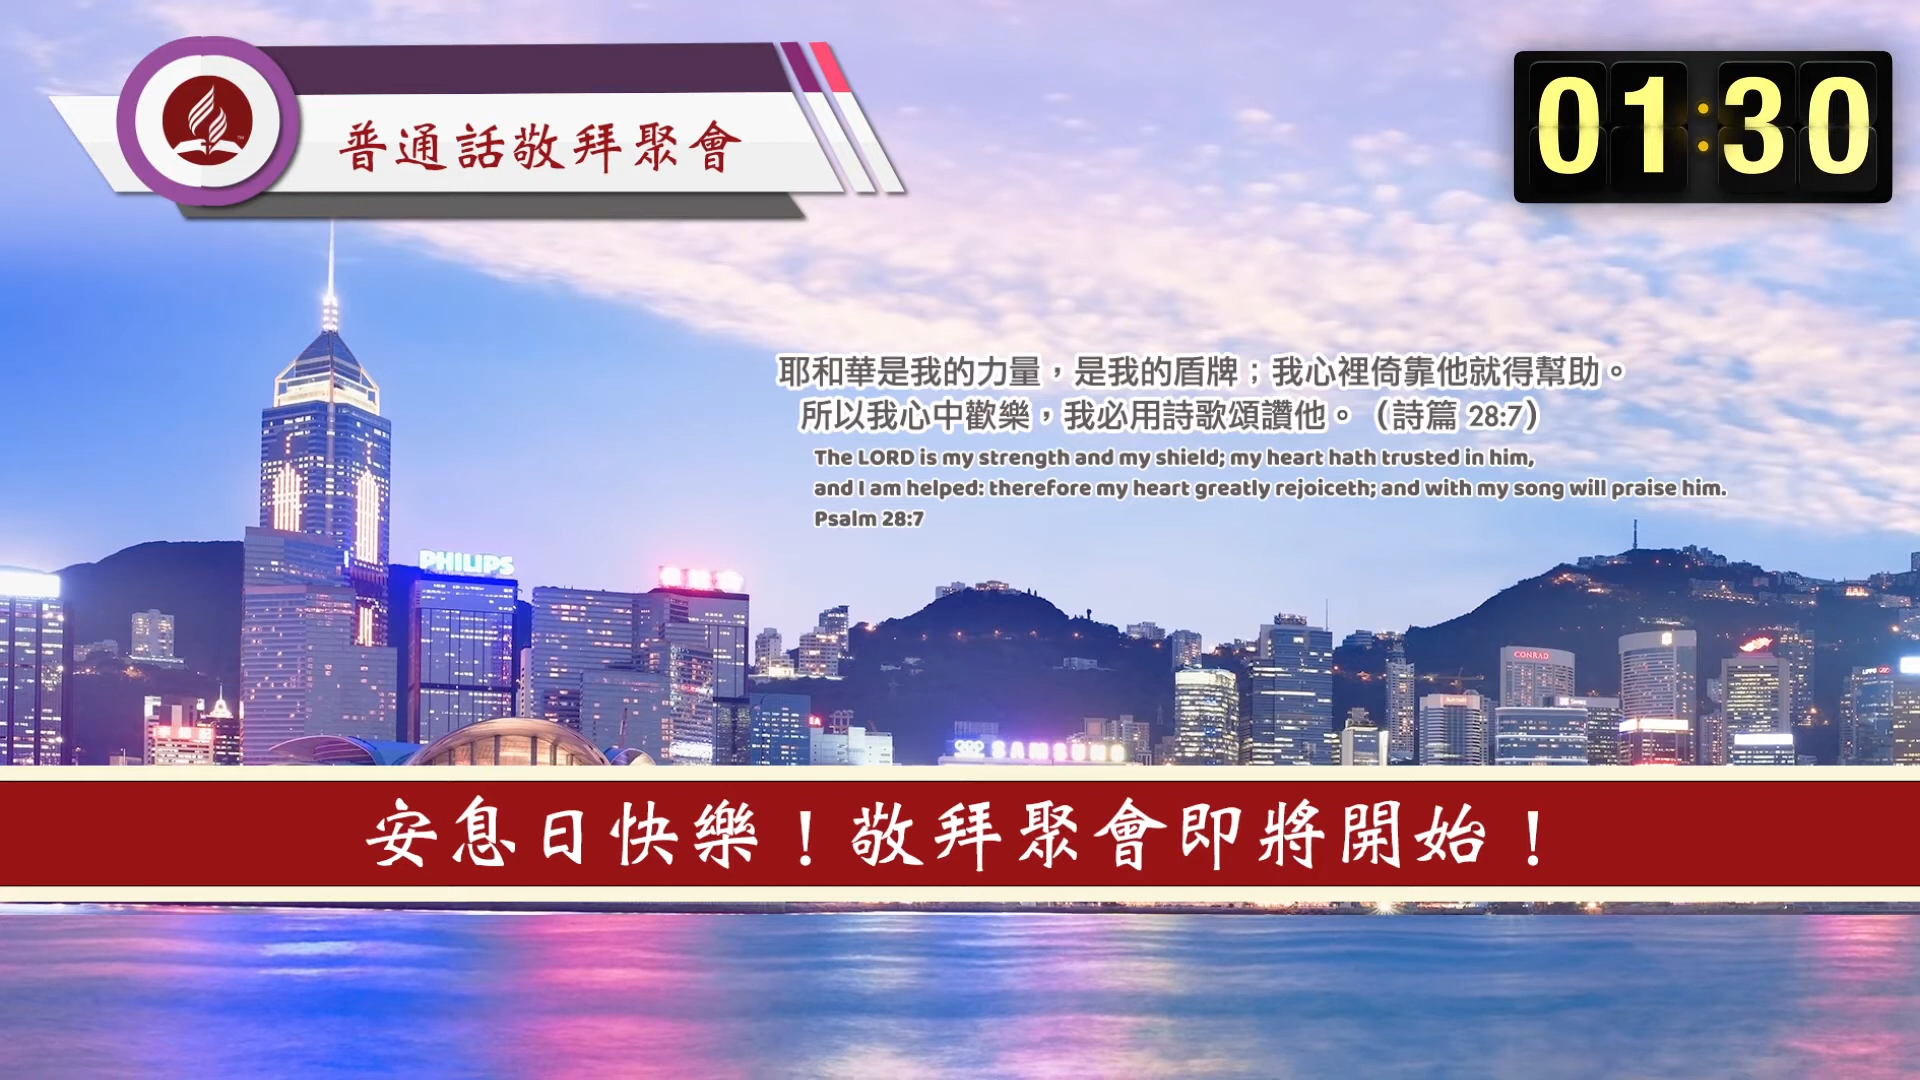 普通話敬拜聚會
01:30
耶和華是我的力量，是我的盾牌；我心裡倚靠他就得幫助。
所以我心中歡樂，我必用詩歌頌讚他。（詩篇 28:7）
The LORD is my strength and my shield; my heart hath trusted in him,
and I am helped: therefore my heart greatly rejoiceth; and with my song will praise him.
Psalm 28:7
PHILIPS
CONRAD
SAMSUNG
安息日快樂！敬拜聚會即將開始！